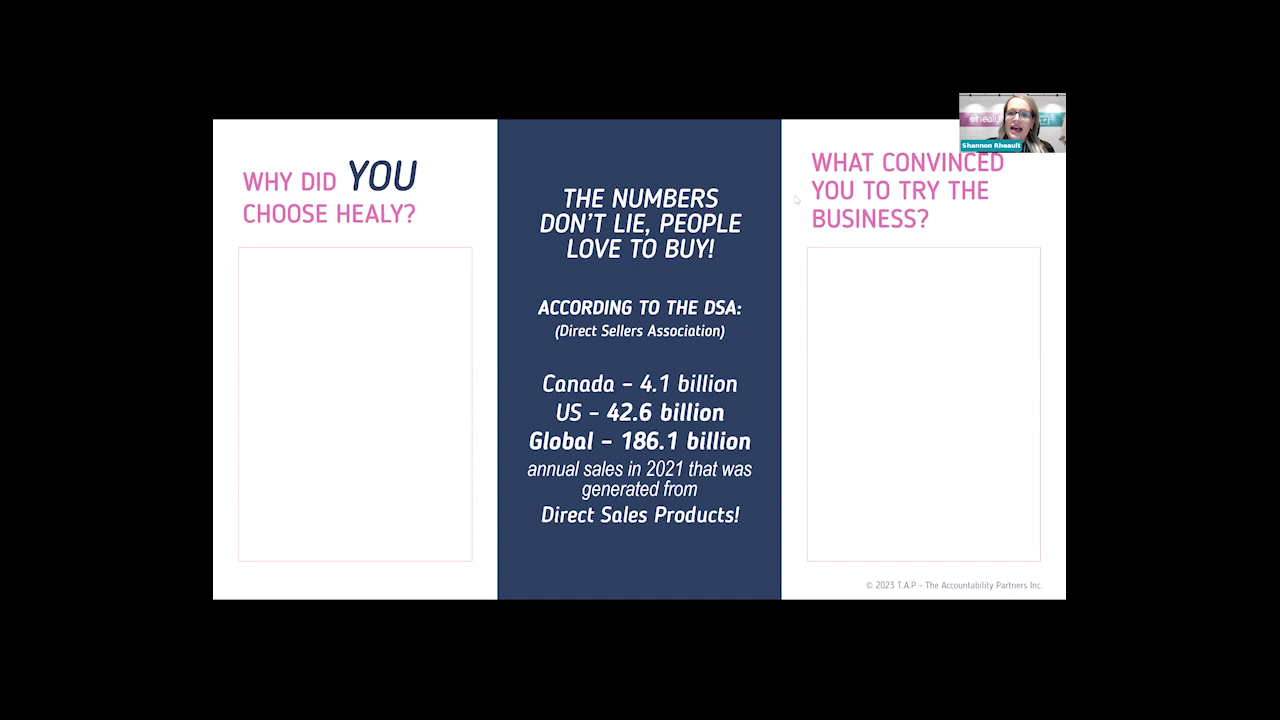 WHY DID YOU
CHOOSE HEALY?
THE NUMBERS
DON'T LIE, PEOPLE
LOVE TO BUY!
ACCORDING TO THE DSA:
(Direct Sellers Association)
Canada – 4.1 billion
US – 42.6 billion
Global – 186.1 billion
annual sales in 2021 that was
generated from
Direct Sales Products!
healy
Shannon Rheault
WHAT CONVINCED
YOU TO TRY THE
BUSINESS?
© 2023 T.A.P – The Accountability Partners Inc.